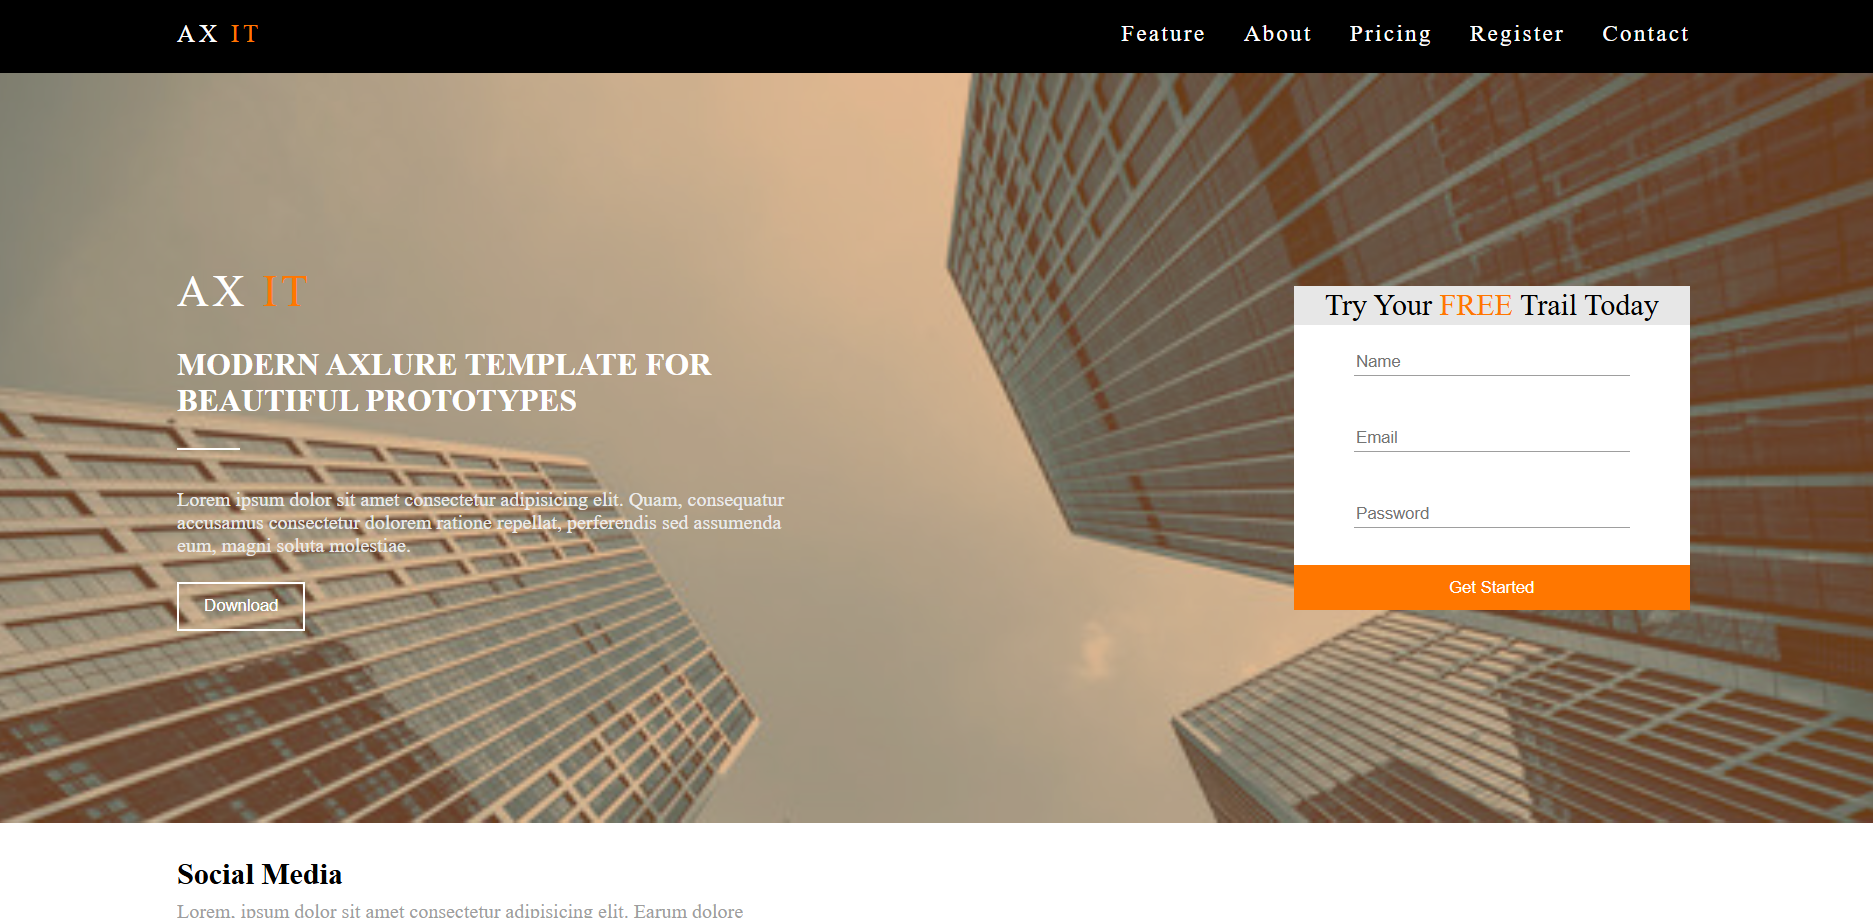 AX IT
Feature About Pricing Register Contact
AX IT
MODERN AXLURE TEMPLATE FOR
BEAUTIFUL PROTOTYPES
Lorem ipsum dolor sit amet consectetur adipisicing elit. Quam, consequatur
accusamus consectetur dolorem ratione repellat, perferendis sed assumenda
eum, magni soluta molestiae.
Download
Try Your FREE Trail Today
Name
Email
Password
Get Started
Social Media
Lorem, ipsum dolor sit amet consectetur adipisicing elit. Earum dolore